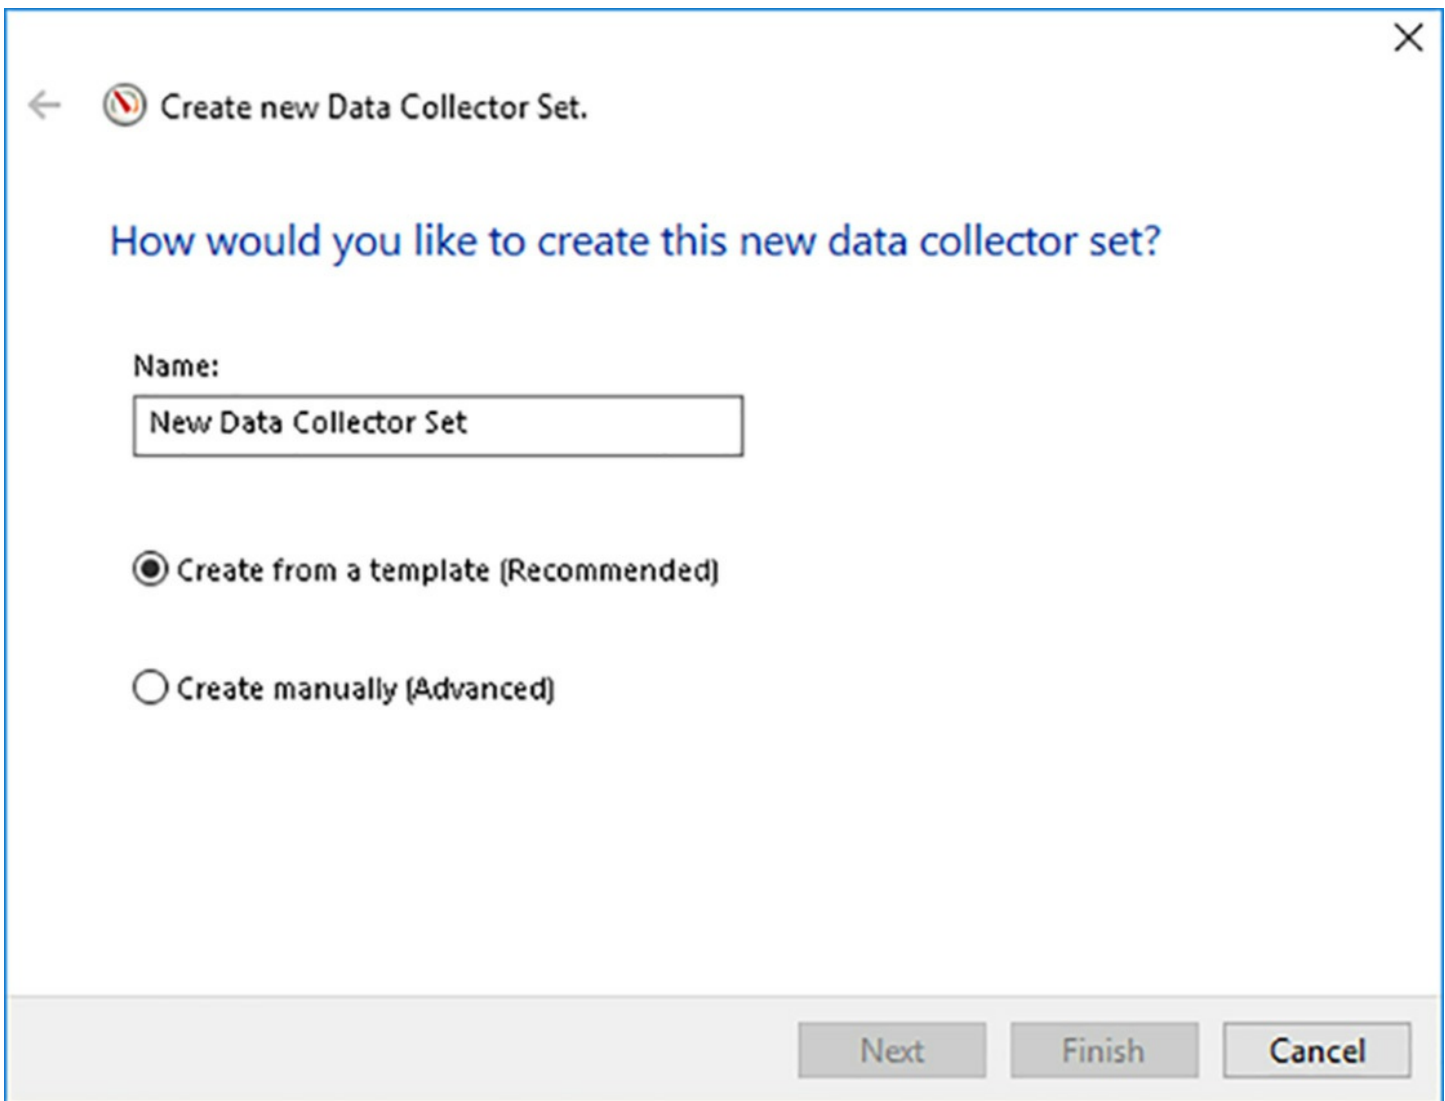 Create new Data Collector Set.
How would you like to create this new data collector set?
Name:
New Data Collector Set
Create from a template (Recommended)
Create manually (Advanced)
Next Finish Cancel